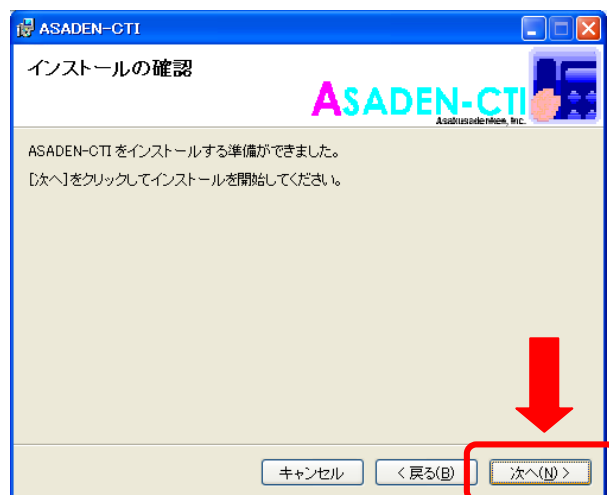 ASADEN-CTI
インストールの確認
ASADEN-CTI
Asakusadenken, Inc.
ASADEN-CTI をインストールする準備ができました。
[次へ]をクリックしてインストールを開始してください。
キャンセル
< 戻る(B)
次へ(N) >